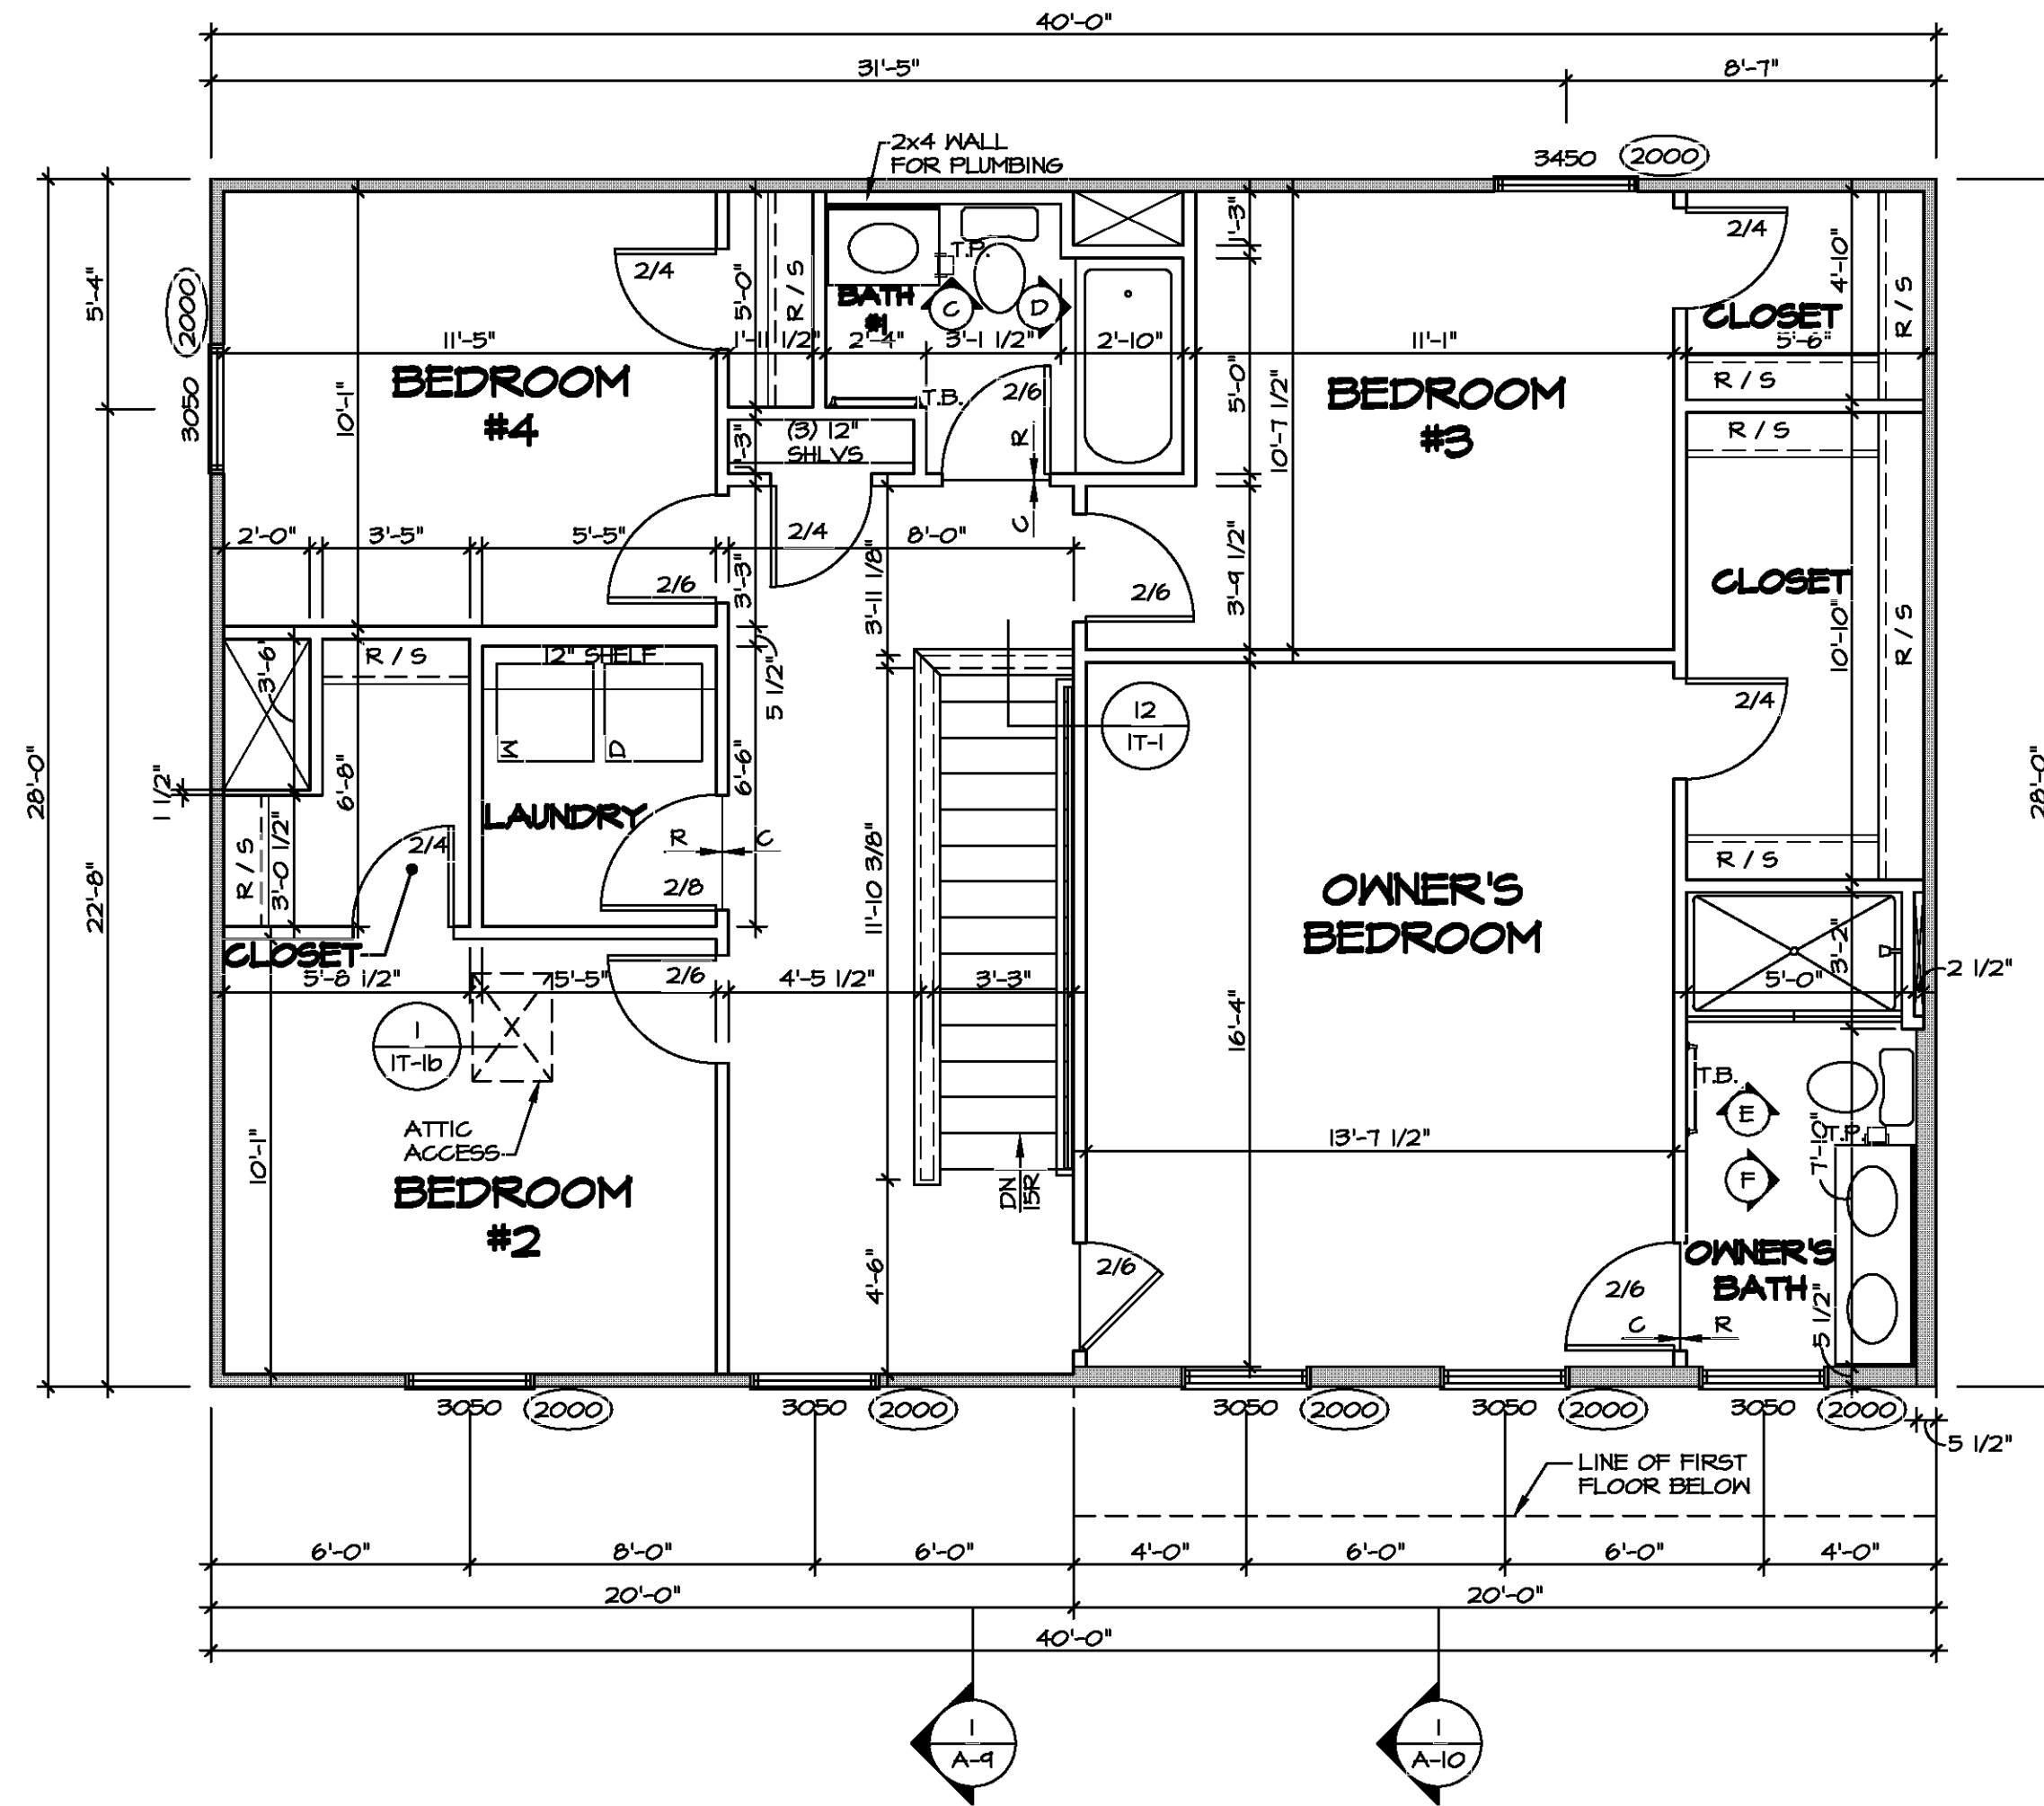 40'-0"
31'-5"
8'-7"
2x4 WALL
FOR PLUMBING
3450
2000
2/4
2/4
T.P.
BATH
#1
C
D
R / S
5'-0"
1'-3"
4'-10"
R / S
CLOSET
5'-4"
2000
3050
11'-5"
1'-11 1/2"
2'-4"
3'-1 1/2"
2'-10"
11'-1"
5'-6"
BEDROOM
#4
10'-1"
BEDROOM
#3
10'-7 1/2"
5'-0"
R / S
R / S
T.B.
2/6
(3) 12"
SHLVS
R
C
2'-0"
3'-5"
5'-5"
2/4
8'-0"
2/6
3'-3"
3'-11 1/8"
2/6
3'-9 1/2"
CLOSET
10'-10"
R / S
3'-6"
R / S
12" SHELF
5 1/2"
W
D
12
1T-1
2/4
28'-0"
28'-0"
1 1/2"
6'-8"
6'-6"
LAUNDRY
R
C
2/4
2/8
R / S
3'-0 1/2"
11'-10 3/8"
R / S
22'-8"
OWNER'S
BEDROOM
CLOSET
5'-8 1/2"
5'-5"
2/6
4'-5 1/2"
3'-3"
3'-2"
5'-0"
2 1/2"
1
1T-1b
16'-4"
T.B.
E
T.P.
7'-10"
F
ATTIC
ACCESS
10'-1"
13'-7 1/2"
BEDROOM
#2
DN
15R
4'-6"
2/6
2/6
OWNER'S
BATH
C
R
5 1/2"
3050
2000
3050
2000
3050
2000
3050
2000
3050
2000
5 1/2"
LINE OF FIRST
FLOOR BELOW
6'-0"
8'-0"
6'-0"
4'-0"
6'-0"
6'-0"
4'-0"
20'-0"
20'-0"
40'-0"
1
A-9
1
A-10